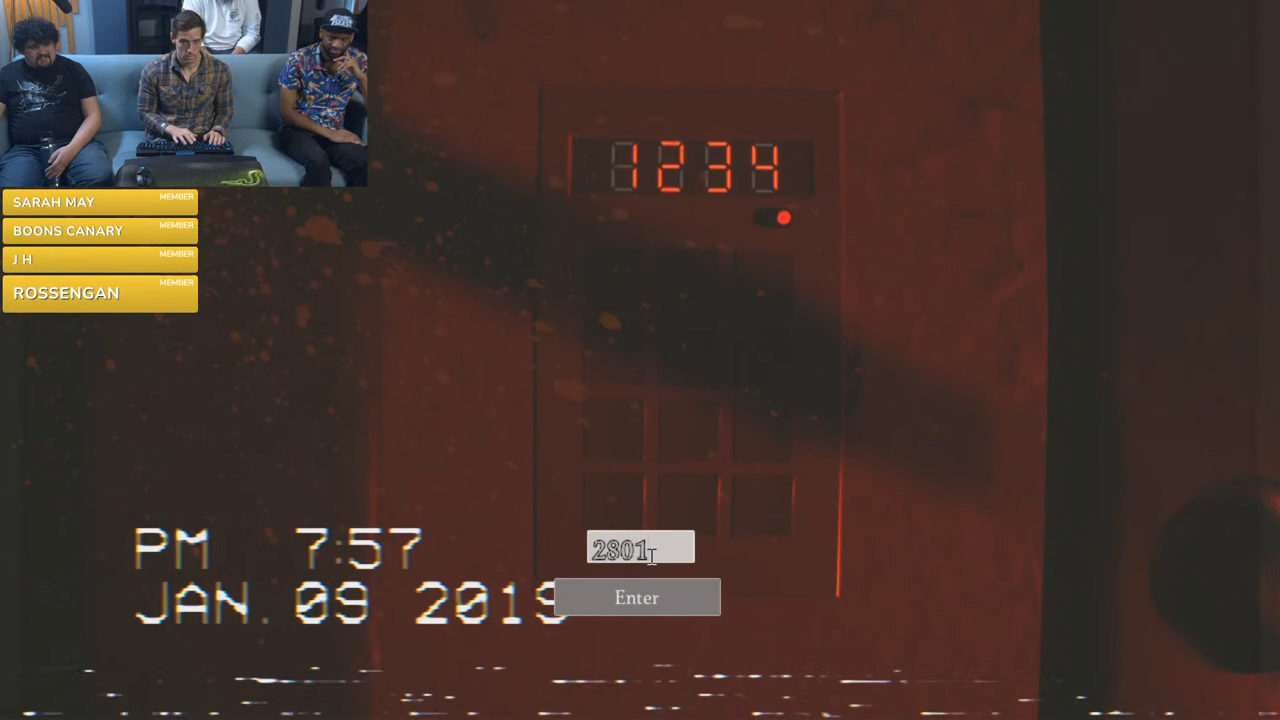 SARAH MAY MEMBER
BOONS CANARY MEMBER
J H MEMBER
ROSSENGAN MEMBER
1234
PM 7:57
JAN. 09 2019
2801
Enter